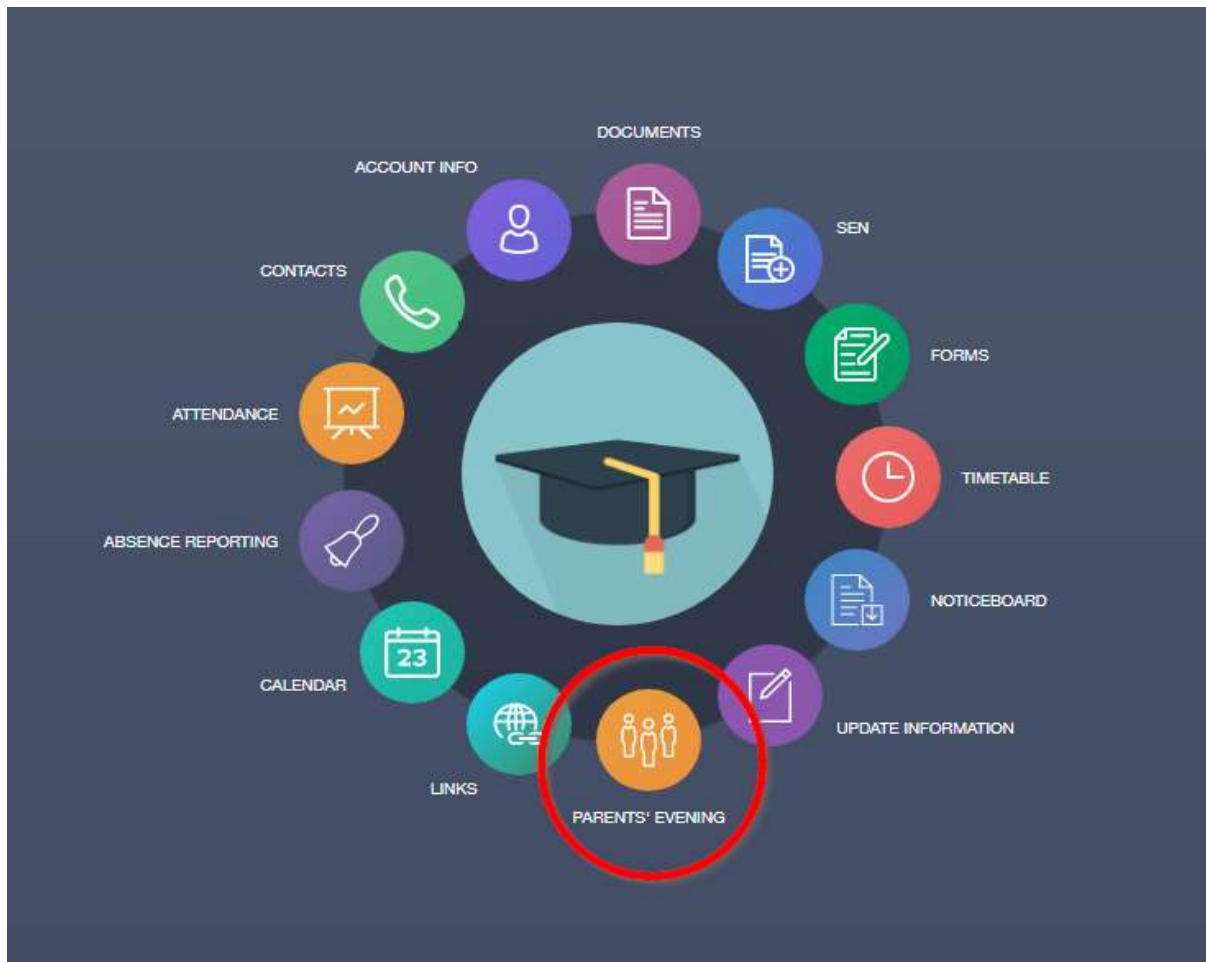 DOCUMENTS
ACCOUNT INFO
SEN
CONTACTS
FORMS
ATTENDANCE
TIMETABLE
ABSENCE REPORTING
NOTICEBOARD
23
CALENDAR
UPDATE INFORMATION
LINKS
PARENTS' EVENING